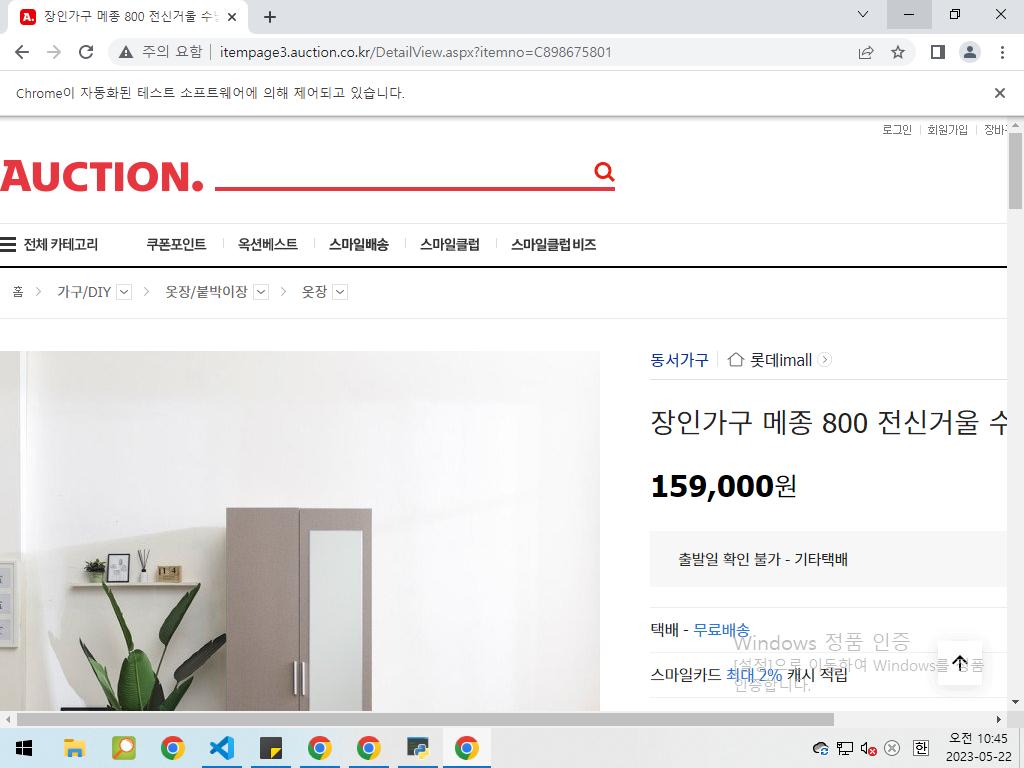 장인가구 메종 800 전신거울 수
주의 요함 itempage3.auction.co.kr/DetailView.aspx?itemno=C898675801
Chrome이 자동화된 테스트 소프트웨어에 의해 제어되고 있습니다.
로그인 회원가입 장바
AUCTION.
전체 카테고리 쿠폰포인트 옥션베스트 스마일배송 스마일클럽 스마일클럽 비즈
홈 가구/DIY 옷장/붙박이장 옷장
동서가구 롯데imall
장인가구 메종 800 전신거울 수
159,000원
출발일 확인 불가 - 기타택배
택배 - 무료배송
Windows 정품 인증
스마일카드 최대 2% 캐시 적립
[설정]으로 이동하여 Windows를 정품
인증합니다.
한
오전 10:45
2023-05-22